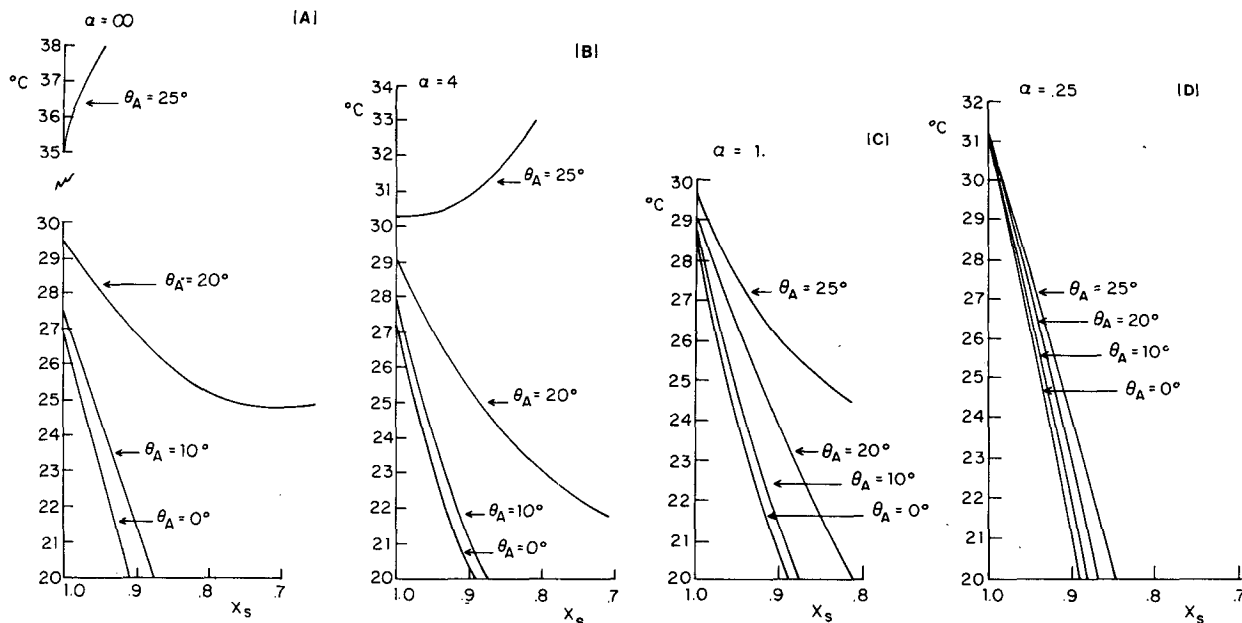 α = ∞
(A)
38
37
°C
36
35
θA = 25°
30
29
28
27
26
25
24
23
22
21
20
θA = 20°
θA = 10°
θA = 0°
1.0
.9
.8
.7
Xs
(B)
α = 4
34
°C
33
32
31
30
29
28
27
26
25
24
23
22
21
20
θA = 25°
θA = 20°
θA = 10°
θA = 0°
1.0
.9
.8
.7
Xs
(C)
α = 1.
30
°C
29
28
27
26
25
24
23
22
21
20
θA = 25°
θA = 20°
θA = 10°
θA = 0°
1.0
.9
.8
Xs
(D)
α = .25
32
°C
31
30
29
28
27
26
25
24
23
22
21
20
θA = 25°
θA = 20°
θA = 10°
θA = 0°
1.0
.9
.8
.7
Xs